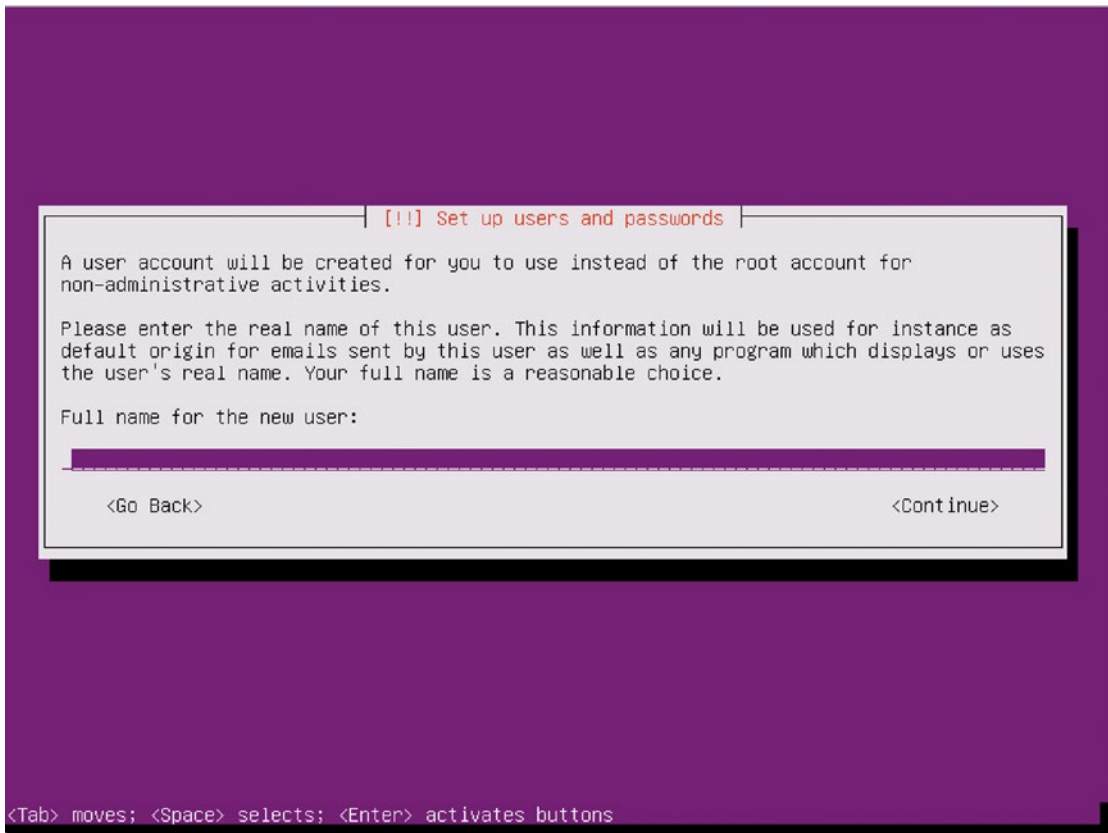 [!!] Set up users and passwords
A user account will be created for you to use instead of the root account for
non-administrative activities.
Please enter the real name of this user. This information will be used for instance as
default origin for emails sent by this user as well as any program which displays or uses
the user's real name. Your full name is a reasonable choice.
Full name for the new user:
<Go Back> <Continue>
<Tab> moves; <Space> selects; <Enter> activates buttons